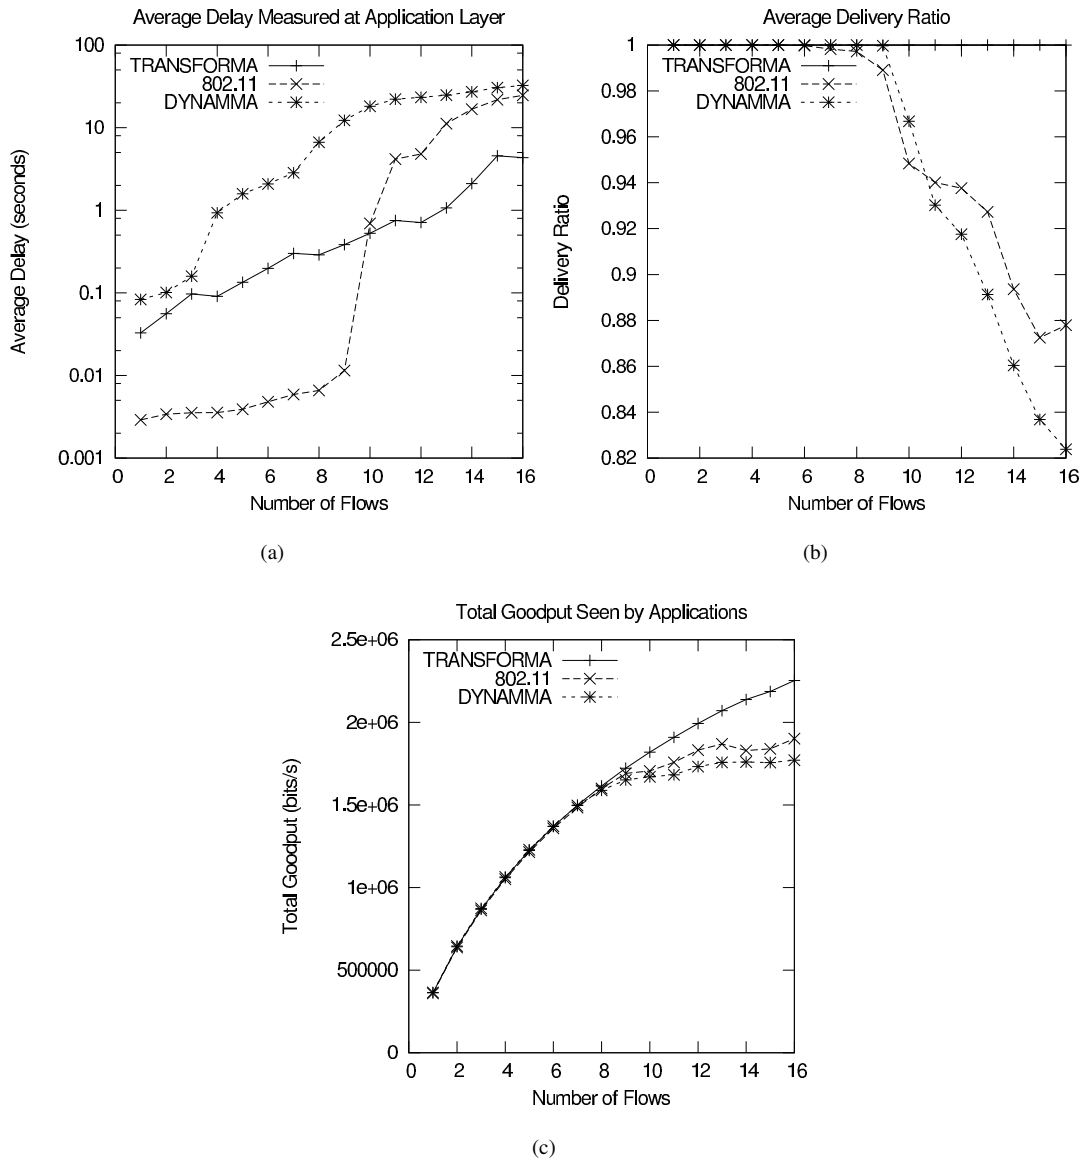 Average Delay Measured at Application Layer
100
10
1
0.1
0.01
0.001
Average Delay (seconds)
TRANSFORMA
802.11
DYNAMMA
0 2 4 6 8 10 12 14 16
Number of Flows
(a)
Average Delivery Ratio
1
0.98
0.96
0.94
0.92
0.9
0.88
0.86
0.84
0.82
Delivery Ratio
TRANSFORMA
802.11
DYNAMMA
0 2 4 6 8 10 12 14 16
Number of Flows
(b)
Total Goodput Seen by Applications
2.5e+06
2e+06
1.5e+06
1e+06
500000
0
Total Goodput (bits/s)
TRANSFORMA
802.11
DYNAMMA
0 2 4 6 8 10 12 14 16
Number of Flows
(c)